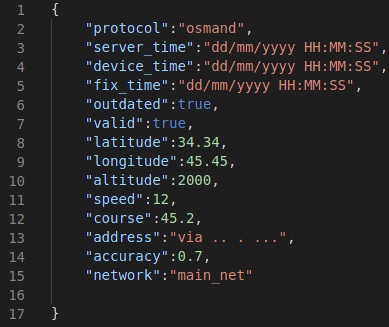 1 {
2 "protocol":"osmand",
3 "server_time":"dd/mm/yyyy HH:MM:SS",
4 "device_time":"dd/mm/yyyy HH:MM:SS",
5 "fix_time":"dd/mm/yyyy HH:MM:SS",
6 "outdated":true,
7 "valid":true,
8 "latitude":34.34,
9 "longitude":45.45,
10 "altitude":2000,
11 "speed":12,
12 "course":45.2,
13 "address":"via .. . ...",
14 "accuracy":0.7,
15 "network":"main_net"
16
17 }